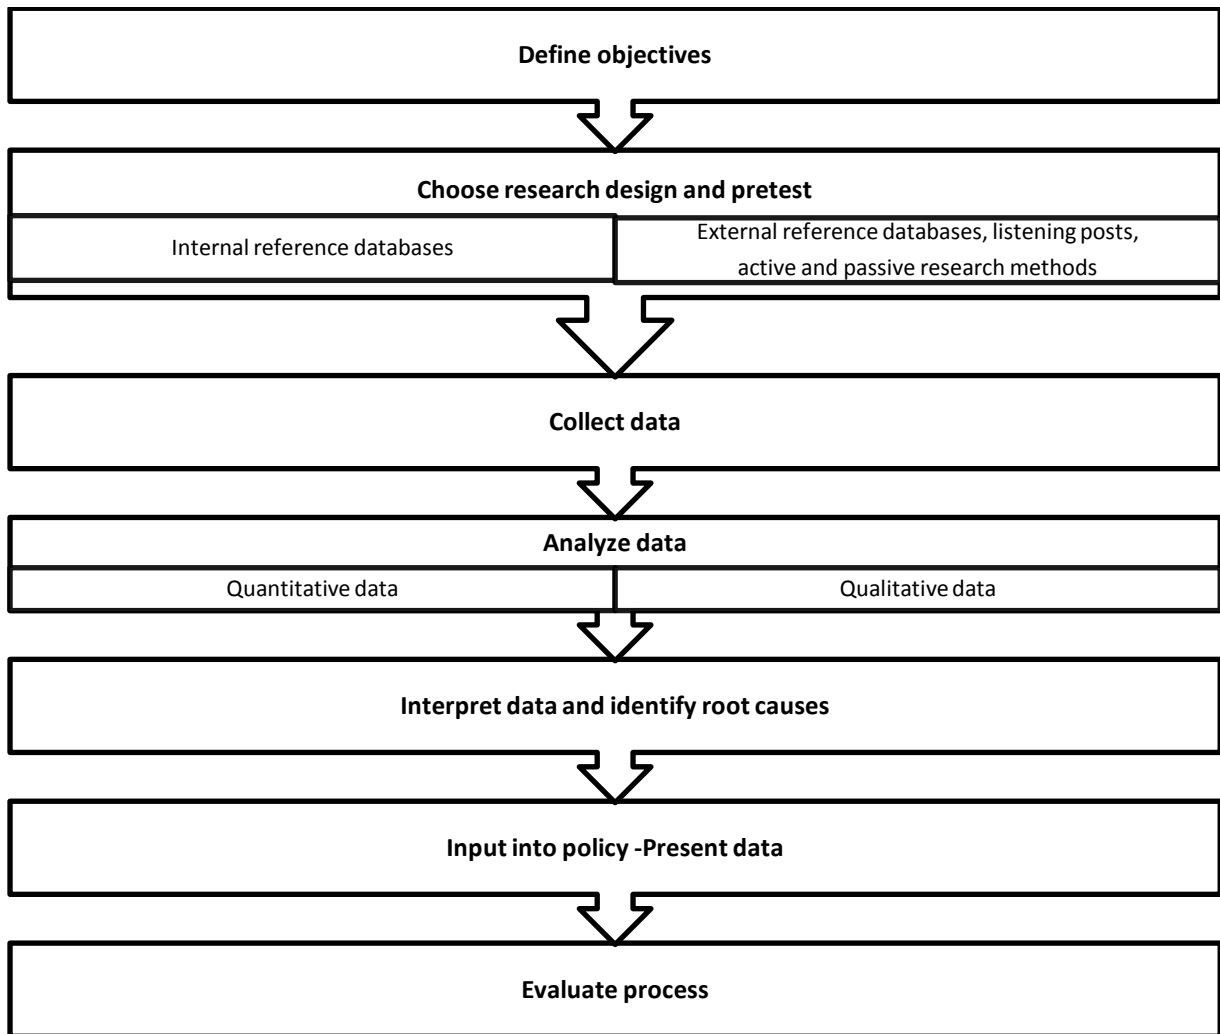 Define objectives
Choose research design and pretest
Internal reference databases
External reference databases, listening posts,
active and passive research methods
Collect data
Analyze data
Quantitative data
Qualitative data
Interpret data and identify root causes
Input into policy -Present data
Evaluate process